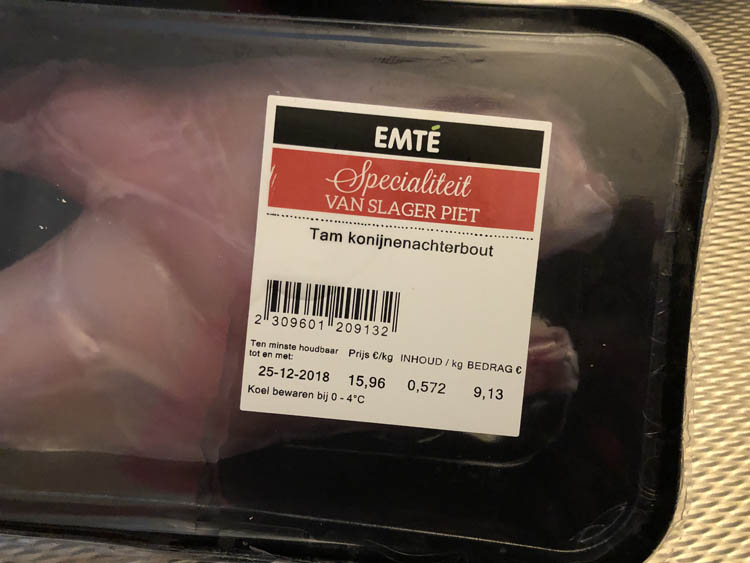 EMTÉ
Specialiteit
VAN SLAGER PIET
Tam konijnenachterbout
2 309601 209132
Ten minste houdbaar tot en met: Prijs €/kg INHOUD / kg BEDRAG €
25-12-2018 15,96 0,572 9,13
Koel bewaren bij 0 - 4°C